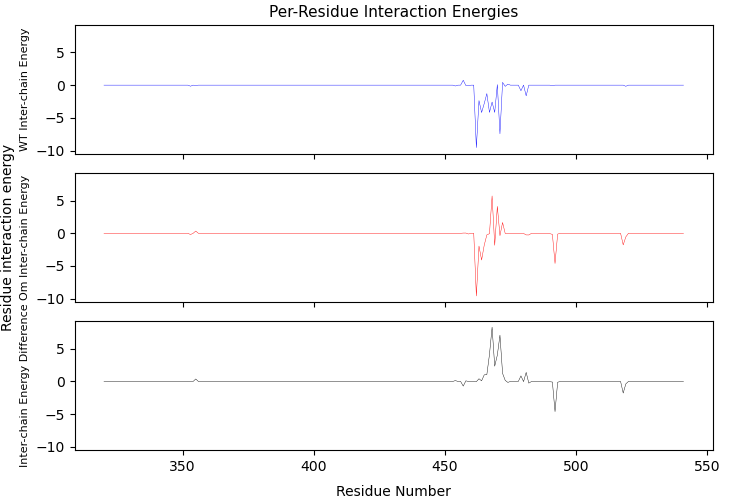 Per-Residue Interaction Energies
Residue interaction energy
WT Inter-chain Energy
5
0
−5
−10
Om Inter-chain Energy
5
0
−5
−10
Inter-chain Energy Difference
5
0
−5
−10
350
400
450
500
550
Residue Number